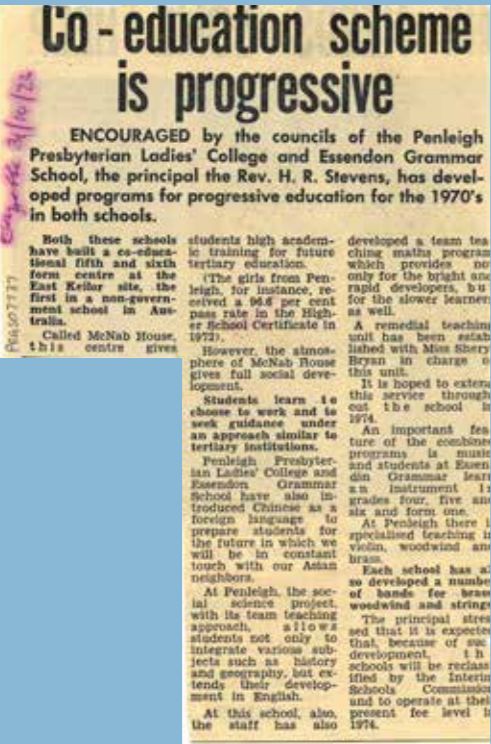 Co-education scheme
is progressive
ENCOURAGED by the councils of the Penleigh
Presbyterian Ladies' College and Essendon Grammar
School, the principal the Rev. H. R. Stevens, has devel-
oped programs for progressive education for the 1970's
in both schools.
Both these schools
have built a co-educa-
tional fifth and sixth
form centre at the
East Keilor site, the
first in a non-govern-
ment school in Aus-
tralia.
Called McNab House,
this centre gives
students high academ-
ic training for future
tertiary education.
(The girls from Pen-
leigh, for instance, re-
ceived a 96.6 per cent
pass rate in the High-
er School Certificate in
1972).
However, the atmos-
phere of McNab House
gives full social deve-
lopment.
Students learn to
choose to work and to
seek guidance under
an approach similar to
tertiary institutions.
Penleigh Presbyter-
ian Ladies' College and
Essendon Grammar
School have also in-
troduced Chinese as a
foreign language to
prepare students for
the future in which we
will be in constant
touch with our Asian
neighbors.
At Penleigh, the soc-
ial science project,
with its team teaching
approach, allows
students not only to
integrate various sub-
jects such as history
and geography, but ex-
tends their develop-
ment in English.
At this school, also,
the staff has also
developed a team tea
ching maths program
which provides no
only for the bright and
rapid developers, bu
for the slower learner
as well.
A remedial teaching
unit has been estab
lished with Miss Shery
Bryan in charge o
this unit.
It is hoped to exten
this service through
out the school i
1974.
An important fea
ture of the combine
programs is music
and students at Essen
din Grammar lear
an instrument i
grades four, five an
six and form one.
At Penleigh there i
specialised teaching i
violin, woodwind an
brass.
Each school has al
so developed a numbe
of bands for bras
woodwind and string
The principal stres
sed that it is expecte
that, because of suc
development, th
schools will be reclass
ified by the Interi
Schools Commission
and to operate at thei
present fee level i
1974.